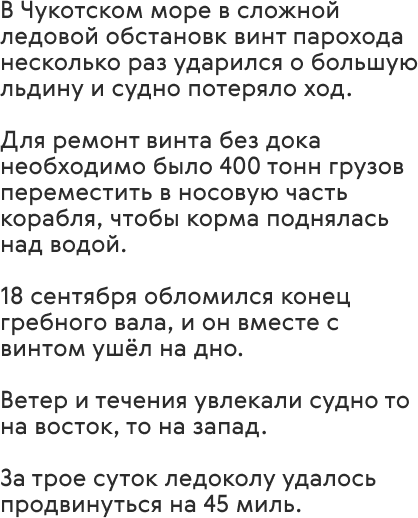 В Чукотском море в сложной
ледовой обстановк винт парохода
несколько раз ударился о большую
льдину и судно потеряло ход.
Для ремонт винта без дока
необходимо было 400 тонн грузов
переместить в носовую часть
корабля, чтобы корма поднялась
над водой.
18 сентября обломился конец
гребного вала, и он вместе с
винтом ушёл на дно.
Ветер и течения увлекали судно то
на восток, то на запад.
За трое суток ледоколу удалось
продвинуться на 45 миль.